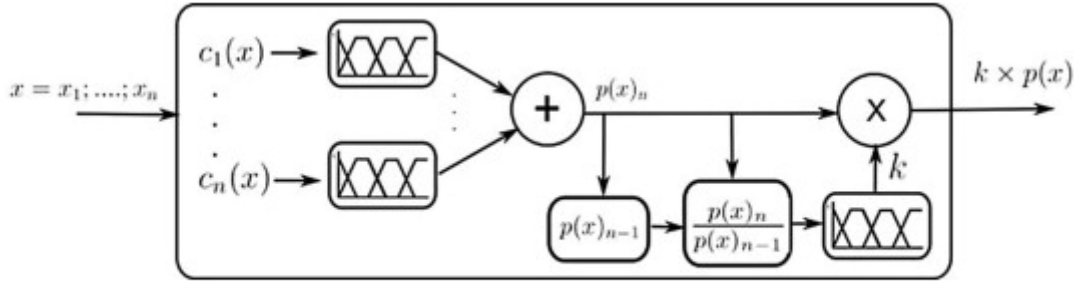 c₁(x)
x = x₁; ....; xₙ
p(x)ₙ
k × p(x)
+
x
cₙ(x)
k
p(x)ₙ₋₁
p(x)ₙ
p(x)ₙ₋₁